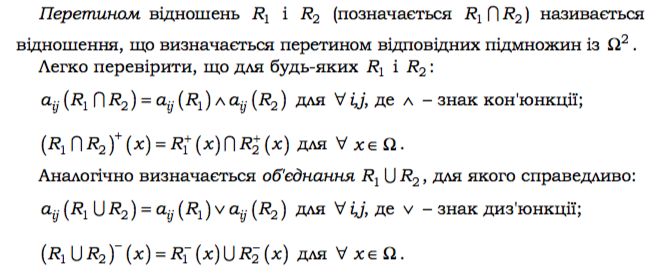 Перетином відношень R₁ і R₂ (позначається R₁ ⋂ R₂) називається
відношення, що визначається перетином відповідних підмножин із Ω².
Легко перевірити, що для будь-яких R₁ і R₂:
aᵢⱼ(R₁ ⋂ R₂) = aᵢⱼ(R₁) ∧ aᵢⱼ(R₂) для ∀ i,j, де ∧ – знак кон'юнкції;
(R₁ ⋂ R₂)⁺(x) = R₁⁺(x) ⋂ R₂⁺(x) для ∀ x ∈ Ω.
Аналогічно визначається об'єднання R₁ ⋃ R₂, для якого справедливо:
aᵢⱼ(R₁ ⋃ R₂) = aᵢⱼ(R₁) ∨ aᵢⱼ(R₂) для ∀ i,j, де ∨ – знак диз'юнкції;
(R₁ ⋃ R₂)⁻(x) = R₁⁻(x) ⋃ R₂⁻(x) для ∀ x ∈ Ω.